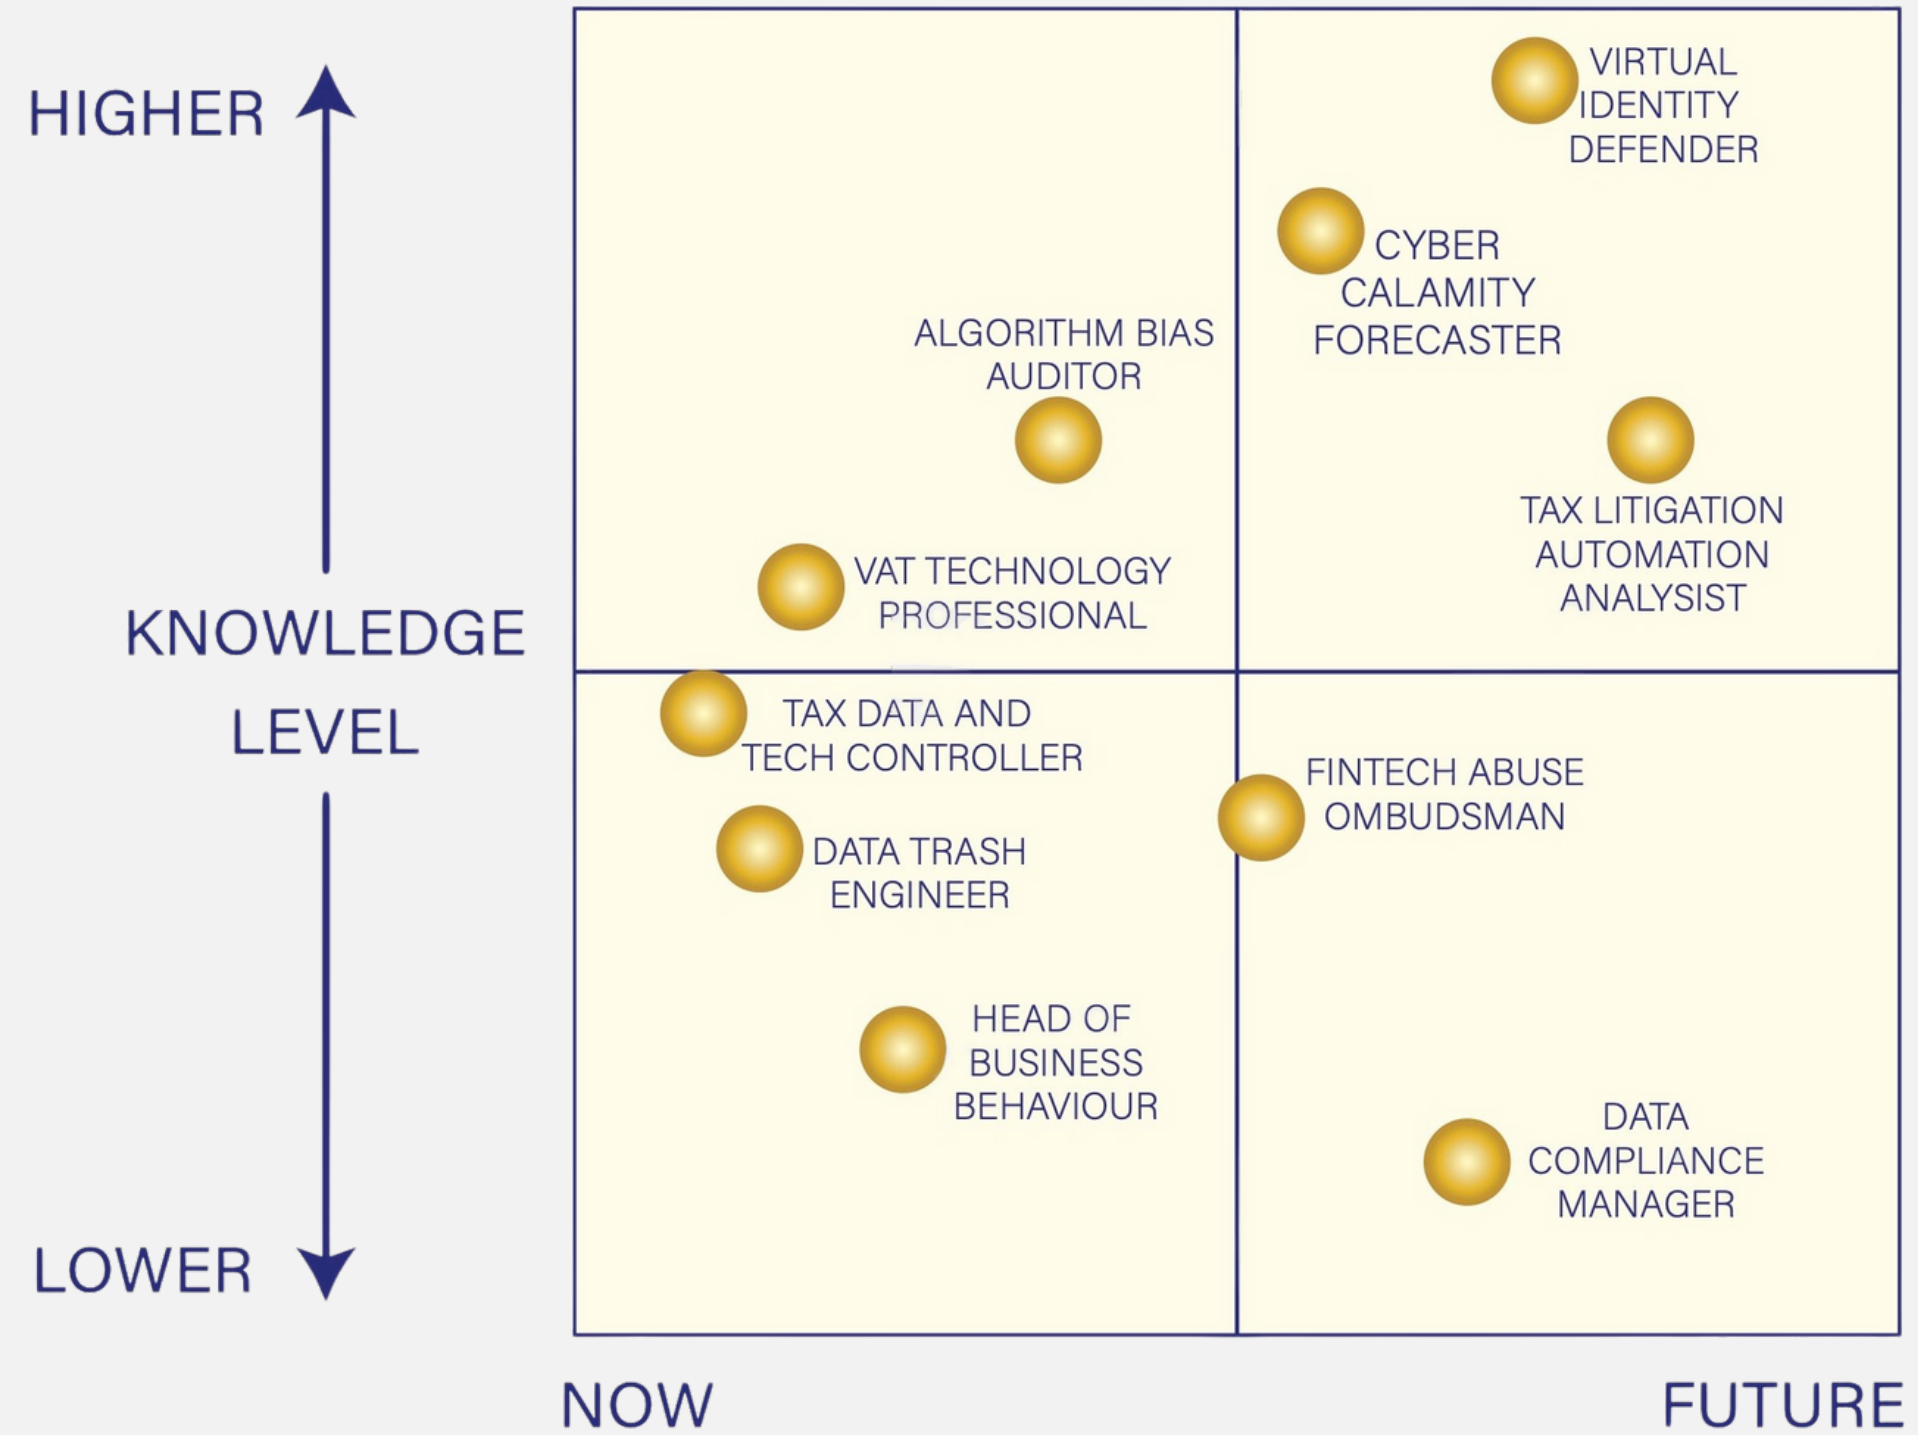 HIGHER
VIRTUAL
IDENTITY
DEFENDER
CYBER
CALAMITY
FORECASTER
ALGORITHM BIAS
AUDITOR
TAX LITIGATION
AUTOMATION
ANALYSIST
VAT TECHNOLOGY
PROFESSIONAL
KNOWLEDGE
LEVEL
TAX DATA AND
TECH CONTROLLER
FINTECH ABUSE
OMBUDSMAN
DATA TRASH
ENGINEER
HEAD OF
BUSINESS
BEHAVIOUR
DATA
COMPLIANCE
MANAGER
LOWER
NOW
FUTURE